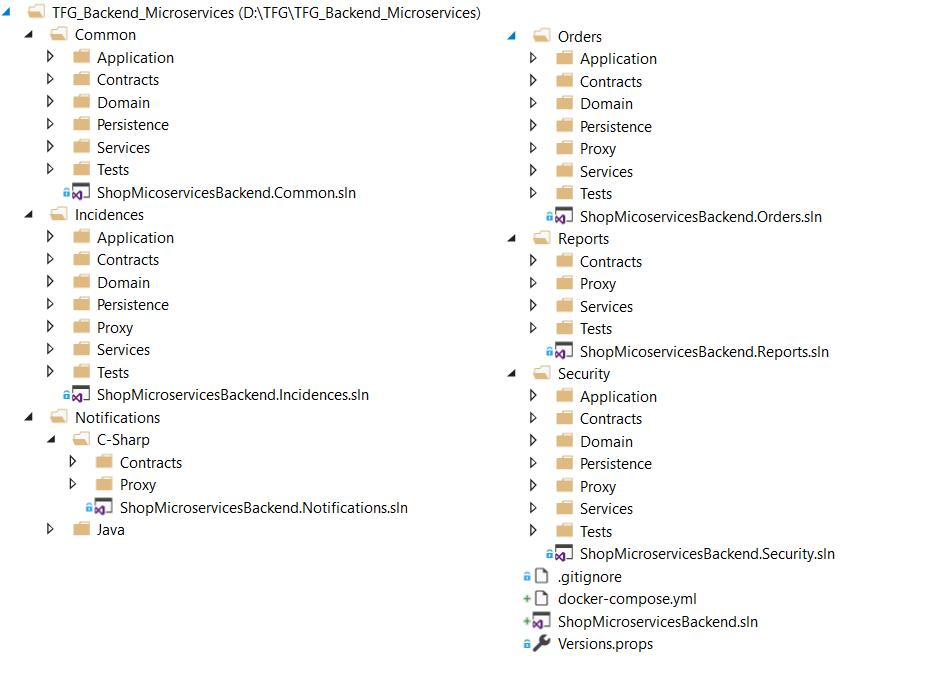 TFG_Backend_Microservices (D:\TFG\TFG_Backend_Microservices)
Common
Application
Contracts
Domain
Persistence
Services
Tests
ShopMicoservicesBackend.Common.sln
Incidences
Application
Contracts
Domain
Persistence
Proxy
Services
Tests
ShopMicroservicesBackend.Incidences.sln
Notifications
C-Sharp
Contracts
Proxy
ShopMicroservicesBackend.Notifications.sln
Java
Orders
Application
Contracts
Domain
Persistence
Proxy
Services
Tests
ShopMicoservicesBackend.Orders.sln
Reports
Contracts
Proxy
Services
Tests
ShopMicoservicesBackend.Reports.sln
Security
Application
Contracts
Domain
Persistence
Proxy
Services
Tests
ShopMicroservicesBackend.Security.sln
.gitignore
docker-compose.yml
ShopMicroservicesBackend.sln
Versions.props